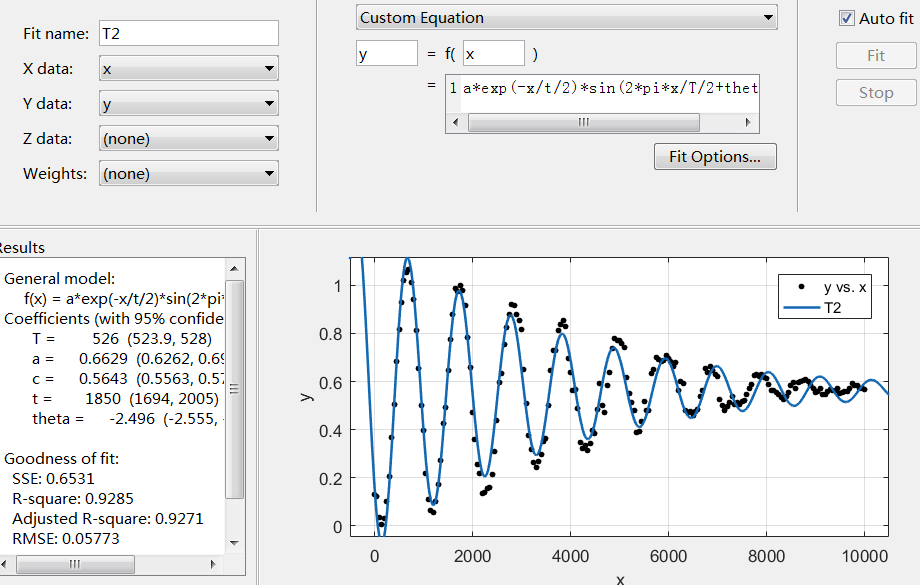 Fit name: T2
X data: x
Y data: y
Z data: (none)
Weights: (none)
Custom Equation
y = f( x )
= 1 a*exp(-x/t/2)*sin(2*pi*x/T/2+thet
Fit Options...
Auto fit
Fit
Stop
Results
General model:
f(x) = a*exp(-x/t/2)*sin(2*pi*
Coefficients (with 95% confide
T = 526 (523.9, 528)
a = 0.6629 (0.6262, 0.69
c = 0.5643 (0.5563, 0.57
t = 1850 (1694, 2005)
theta = -2.496 (-2.555, -
Goodness of fit:
SSE: 0.6531
R-square: 0.9285
Adjusted R-square: 0.9271
RMSE: 0.05773
y vs. x
T2
1
0.8
0.6
0.4
0.2
0
y
0 2000 4000 6000 8000 10000
x